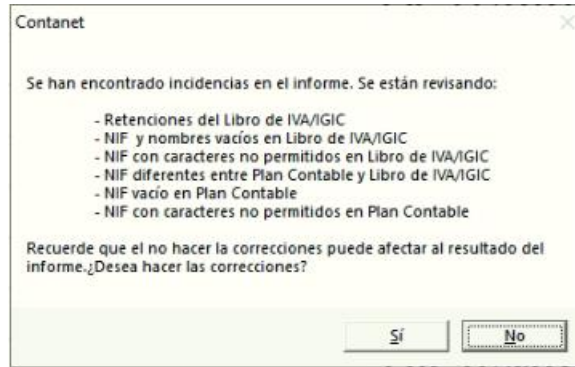 Contanet
Se han encontrado incidencias en el informe. Se están revisando:
- Retenciones del Libro de IVA/IGIC
- NIF y nombres vacíos en Libro de IVA/IGIC
- NIF con caracteres no permitidos en Libro de IVA/IGIC
- NIF diferentes entre Plan Contable y Libro de IVA/IGIC
- NIF vacío en Plan Contable
- NIF con caracteres no permitidos en Plan Contable
Recuerde que el no hacer la correcciones puede afectar al resultado del
informe.¿Desea hacer las correcciones?
Sí
No